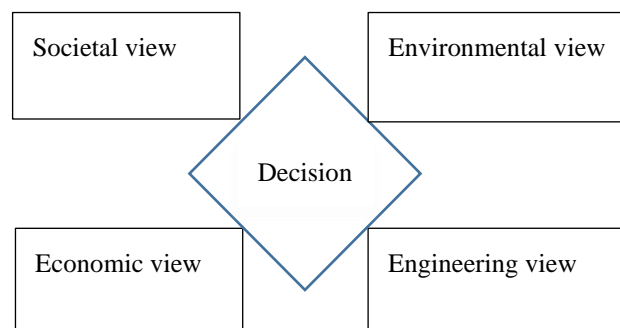 Societal view
Environmental view
Decision
Economic view
Engineering view